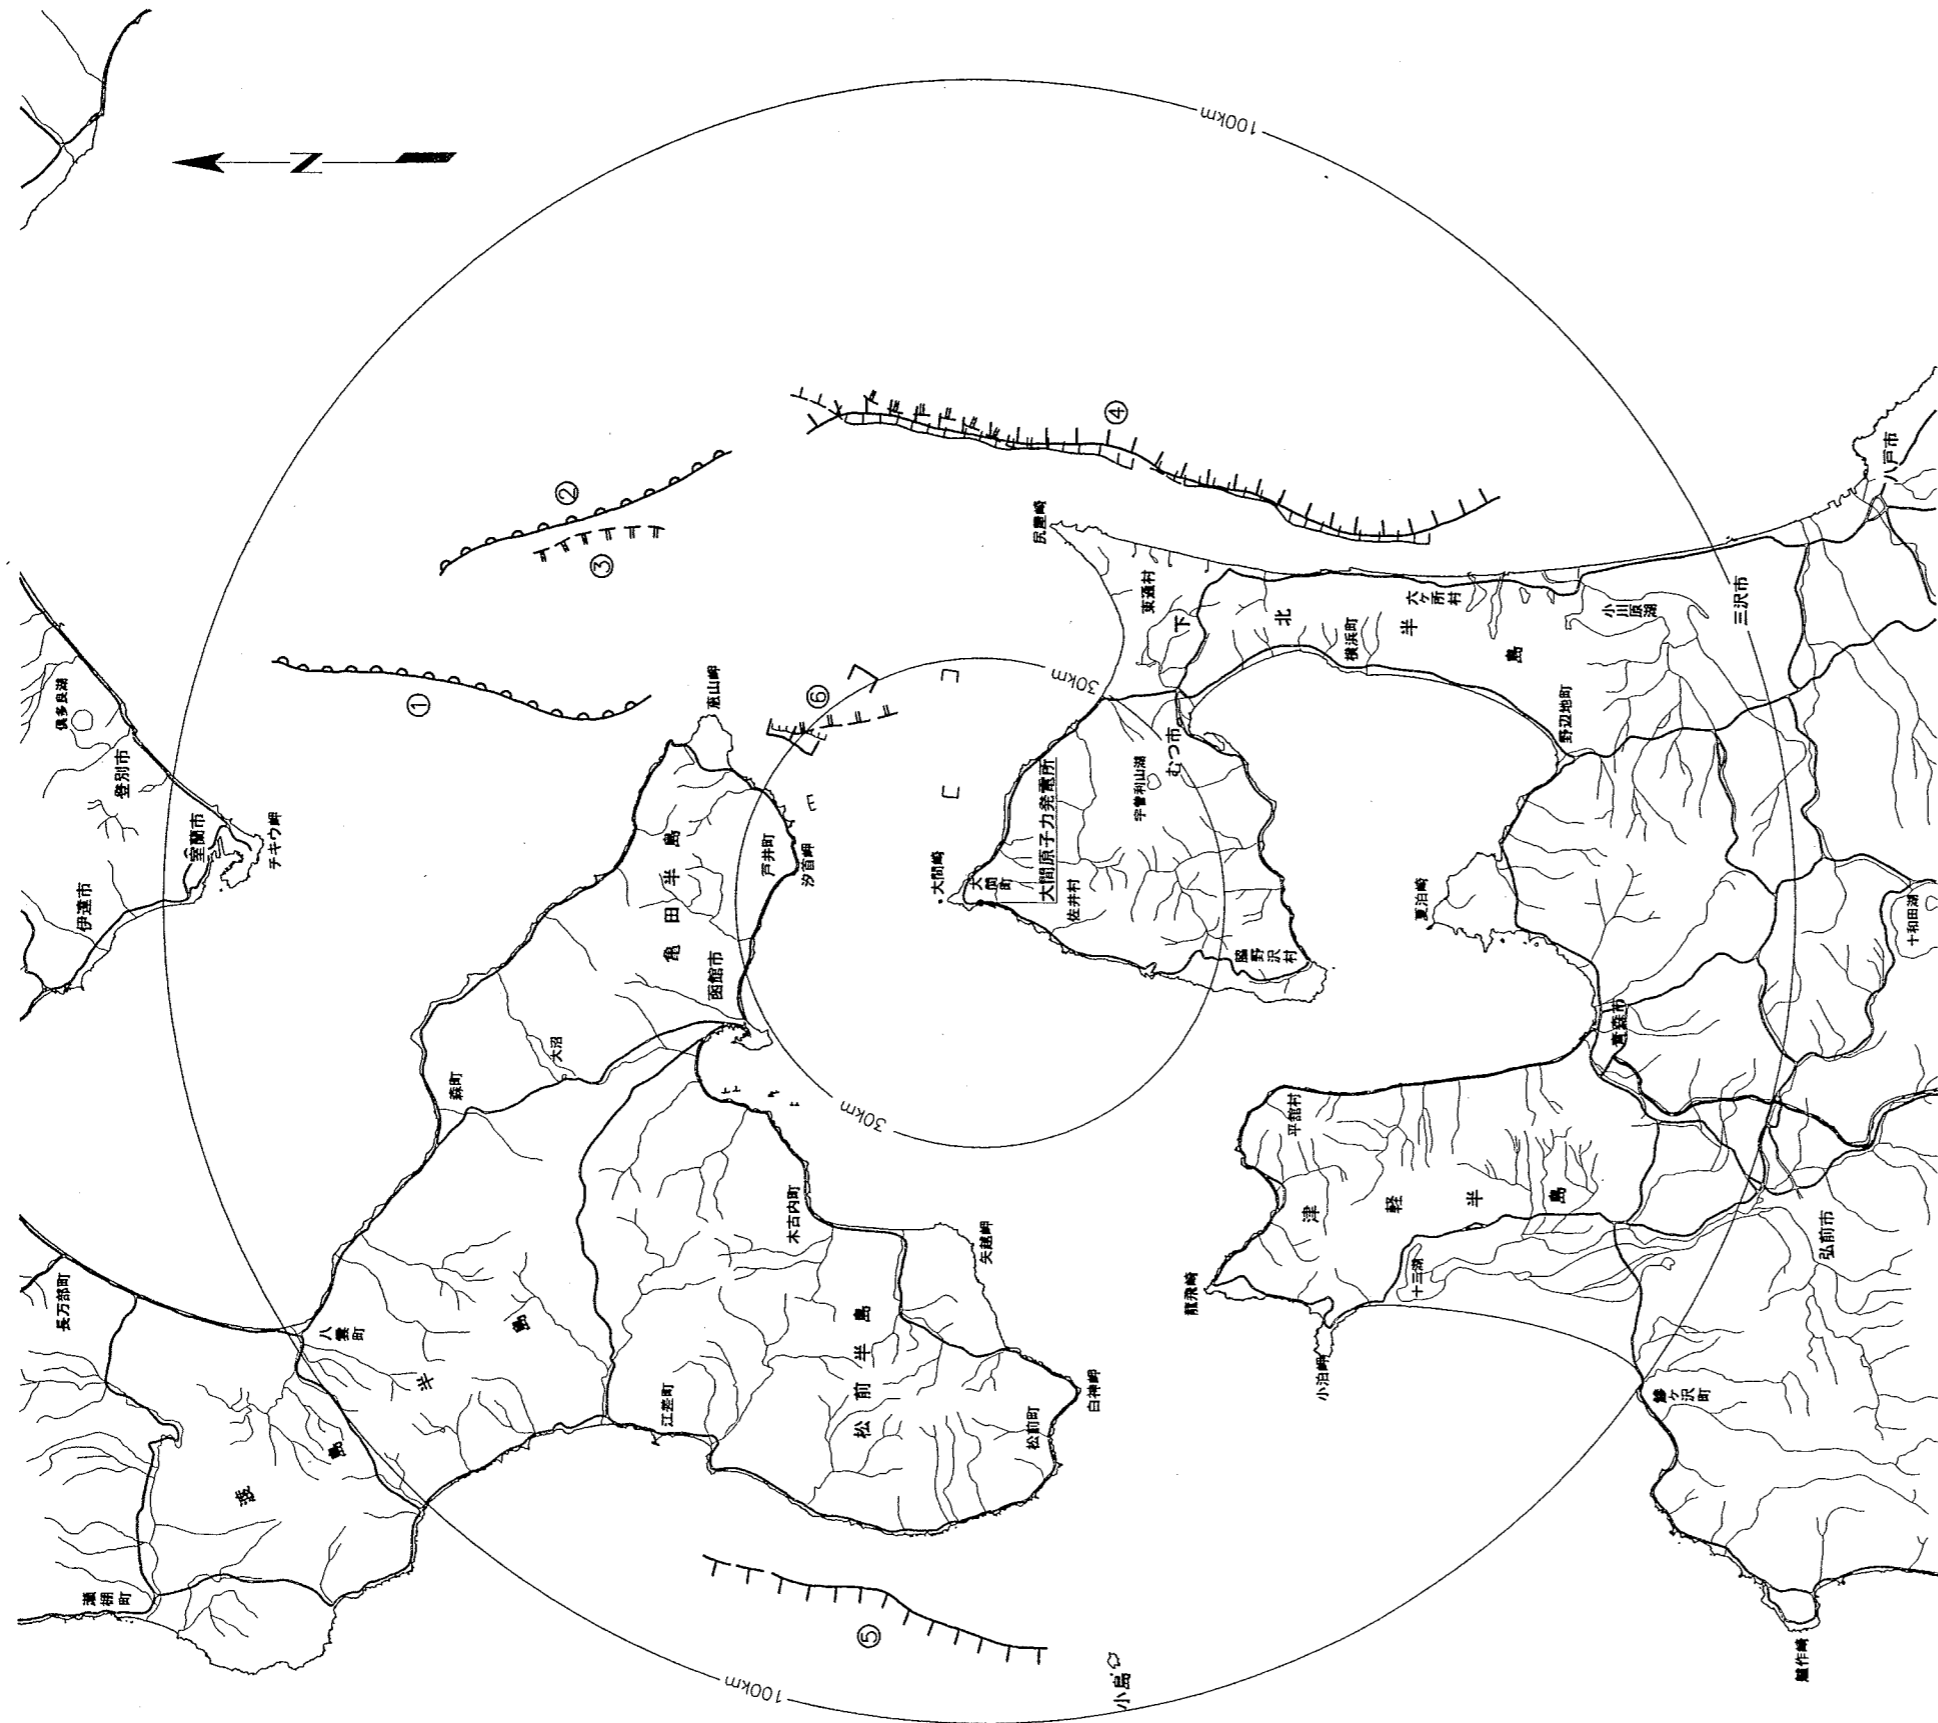 N
100km
①
②
③
④
⑥
⑤
100km
30km
30km
倶多良湖
登別市
室蘭市
チキウ岬
伊達市
長万部町
八雲町
森町
大沼
瀬棚町
渡
島
半
島
恵山岬
亀田半島
戸井町
汐首岬
函館市
木古内町
矢越岬
江差町
松前半島
松前町
白神岬
小島
尻屋崎
東通村
下
北
半
島
横浜町
六ケ所村
小川原湖
三沢市
八戸市
野辺地町
むつ市
宇曽利山湖
大間崎
大間町
大間原子力発電所
佐井村
脇野沢村
夏泊崎
青森市
十和田湖
平舘村
津
軽
半
島
龍飛崎
小泊岬
十三湖
弘前市
鰺ケ沢町
艫作崎